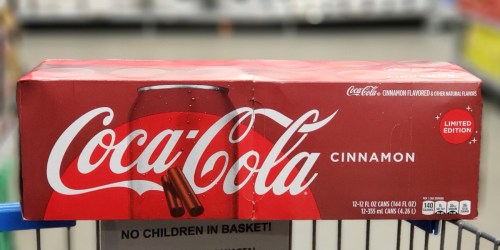 Coca-Cola CINNAMON FLAVORED & OTHER NATURAL FLAVORS
LIMITED
EDITION
Coca-Cola
CINNAMON
12-12 FL OZ CANS (144 FL OZ)
12-355 mL CANS (4.26 L)
140
NO CHILDREN IN BASKET!